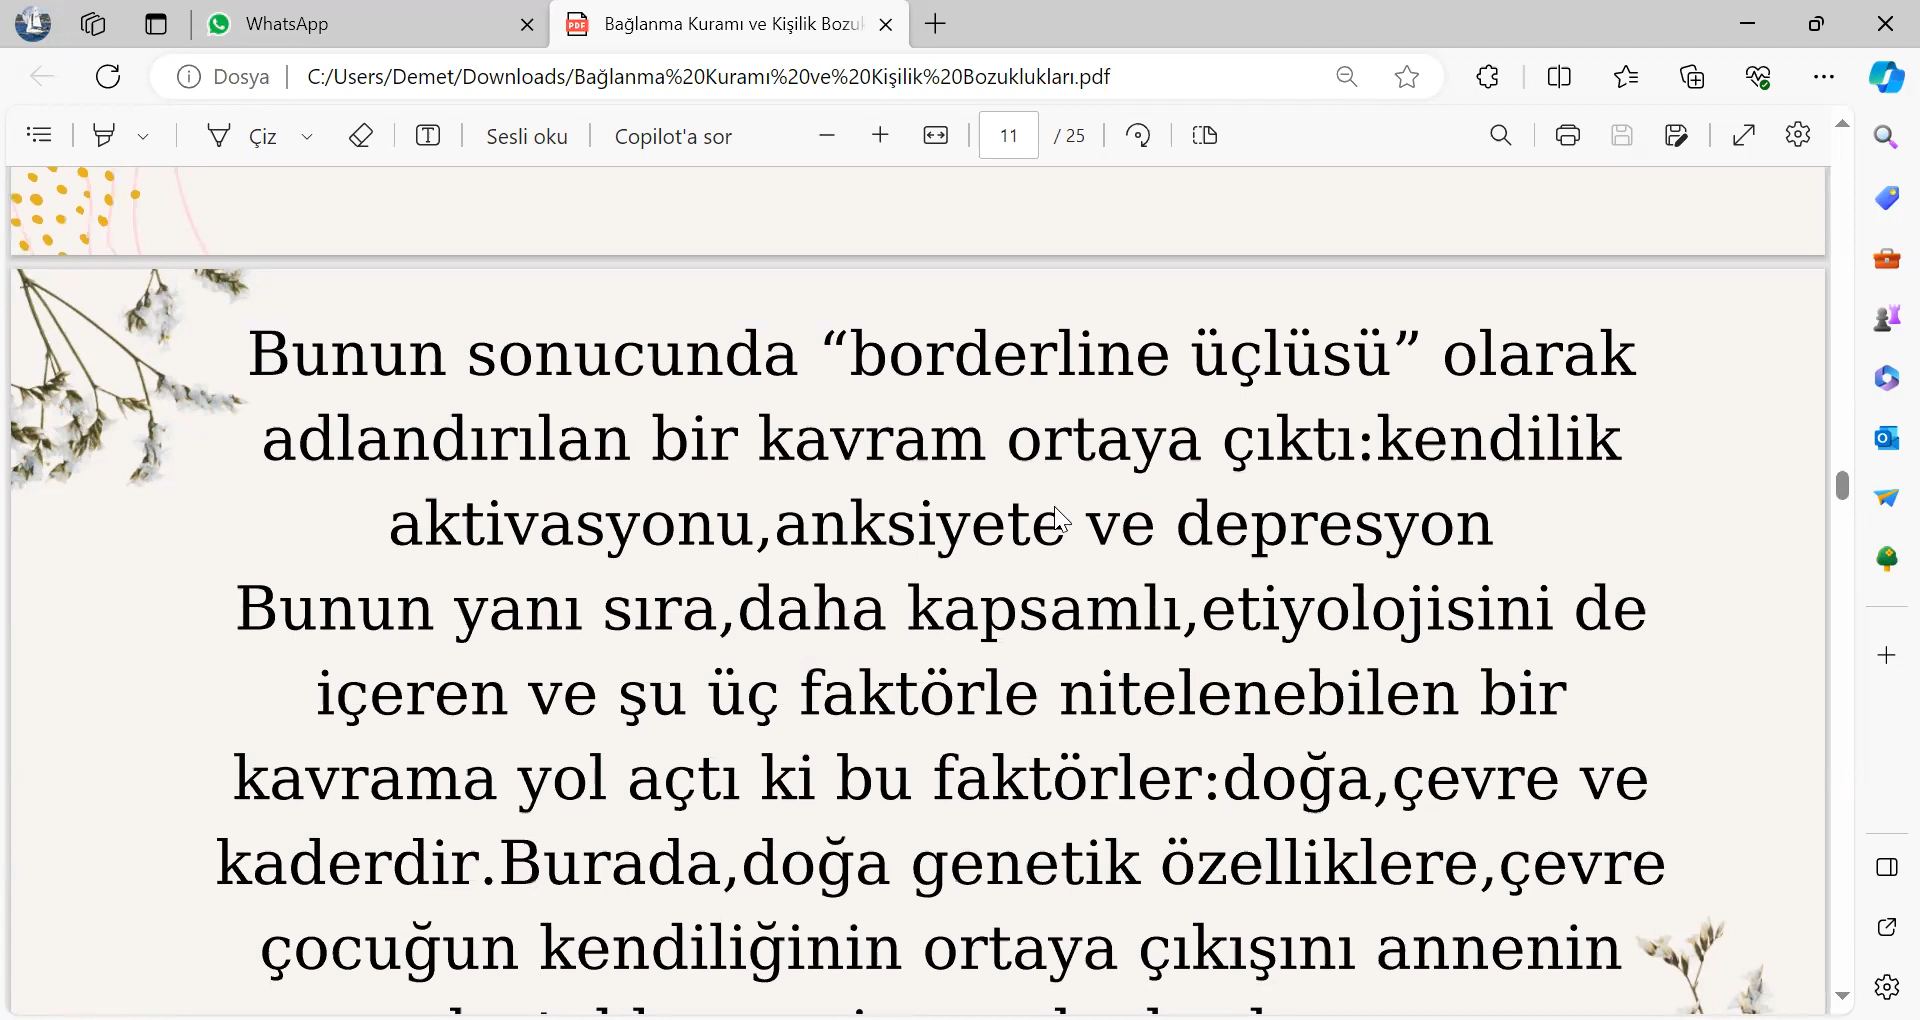 WhatsApp
Bağlanma Kuramı ve Kişilik Bozu
Dosya
C:/Users/Demet/Downloads/Bağlanma%20Kuramı%20ve%20Kişilik%20Bozuklukları.pdf
Çiz
Sesli oku
Copilot'a sor
11 / 25
Bunun sonucunda “borderline üçlüsü” olarak
adlandırılan bir kavram ortaya çıktı:kendilik
aktivasyonu,anksiyete ve depresyon
Bunun yanı sıra,daha kapsamlı,etiyolojisini de
içeren ve şu üç faktörle nitelenebilen bir
kavrama yol açtı ki bu faktörler:doğa,çevre ve
kaderdir.Burada,doğa genetik özelliklere,çevre
çocuğun kendiliğinin ortaya çıkışını annenin